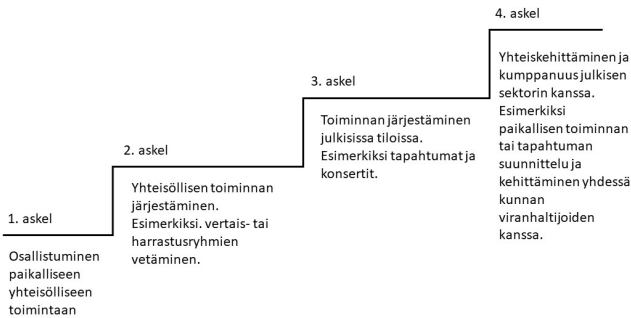 1. askel
Osallistuminen
paikalliseen
yhteisölliseen
toimintaan
2. askel
Yhteisöllisen toiminnan
järjestäminen.
Esimerkiksi. vertais- tai
harrastusryhmien
vetäminen.
3. askel
Toiminnan järjestäminen
julkisissa tiloissa.
Esimerkiksi tapahtumat ja
konsertit.
4. askel
Yhteiskehittäminen ja
kumppanuus julkisen
sektorin kanssa.
Esimerkiksi
paikallisen toiminnan
tai tapahtuman
suunnittelu ja
kehittäminen yhdessä
kunnan
viranhaltijoiden
kanssa.